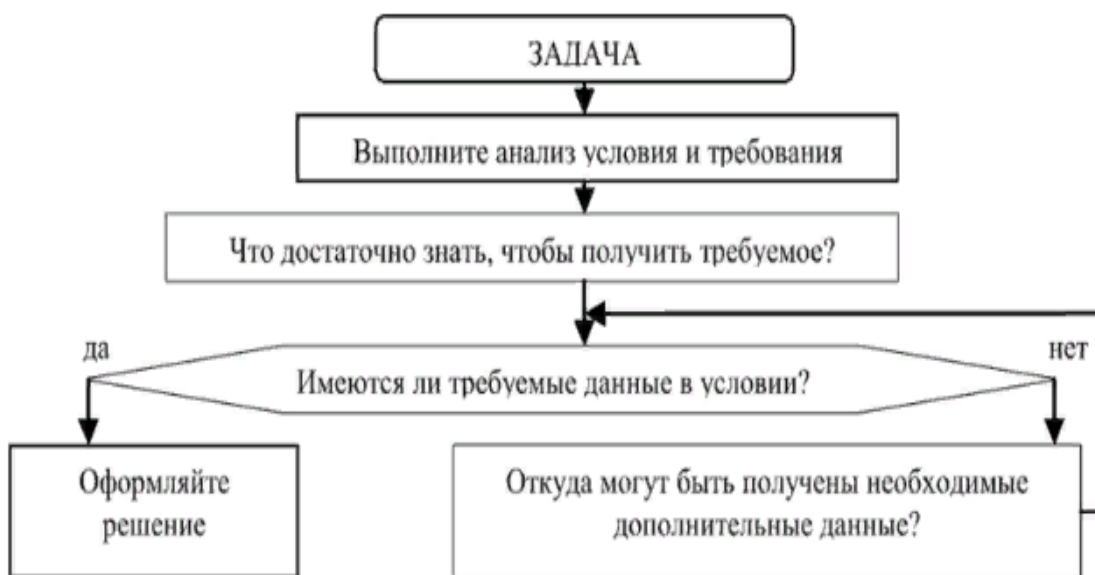 ЗАДАЧА
Выполните анализ условия и требования
Что достаточно знать, чтобы получить требуемое?
да
нет
Имеются ли требуемые данные в условии?
Оформляйте
решение
Откуда могут быть получены необходимые
дополнительные данные?